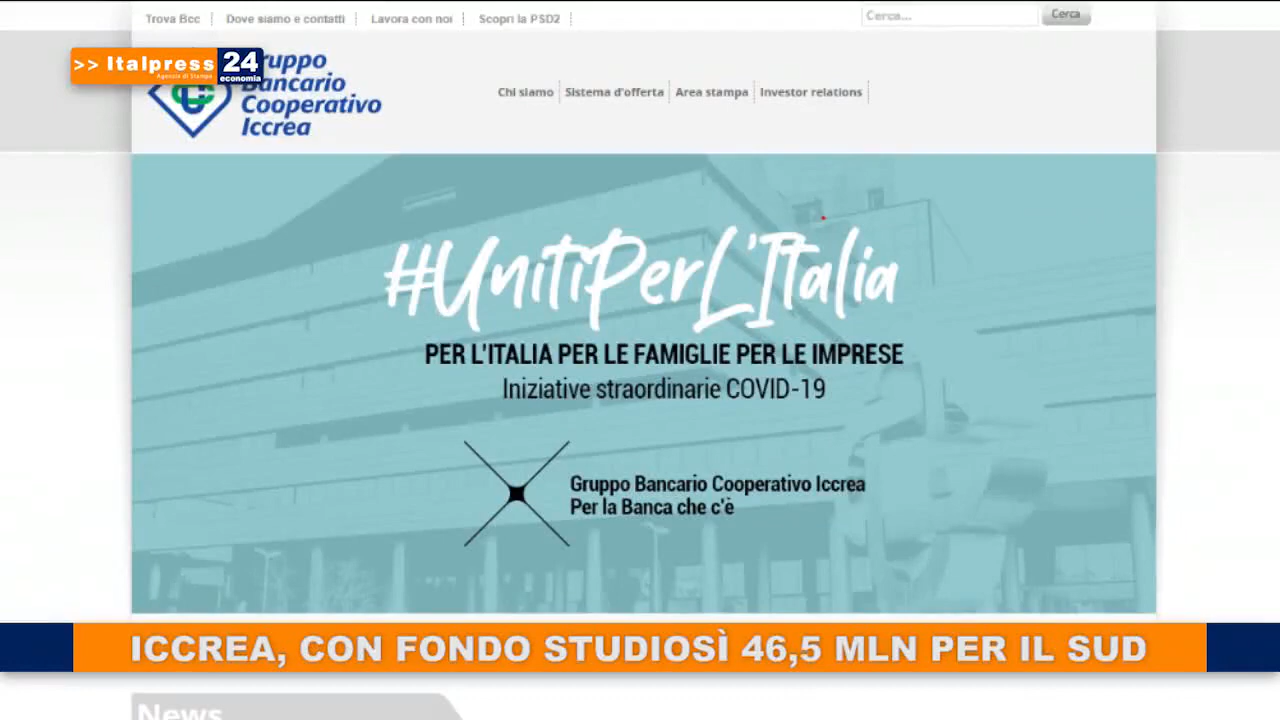 Trova Bcc
Dove siamo e contatti
Lavora con noi
Scopri la PSD2
Cerca...
Cerca
>> Italpress 24
Agenzia di Stampa
economia
Gruppo
Bancario
Cooperativo
Iccrea
Chi siamo
Sistema d'offerta
Area stampa
Investor relations
#UnitiPerL'Italia
PER L'ITALIA PER LE FAMIGLIE PER LE IMPRESE
Iniziative straordinarie COVID-19
Gruppo Bancario Cooperativo Iccrea
Per la Banca che c'è
ICCREA, CON FONDO STUDIOSÌ 46,5 MLN PER IL SUD
News